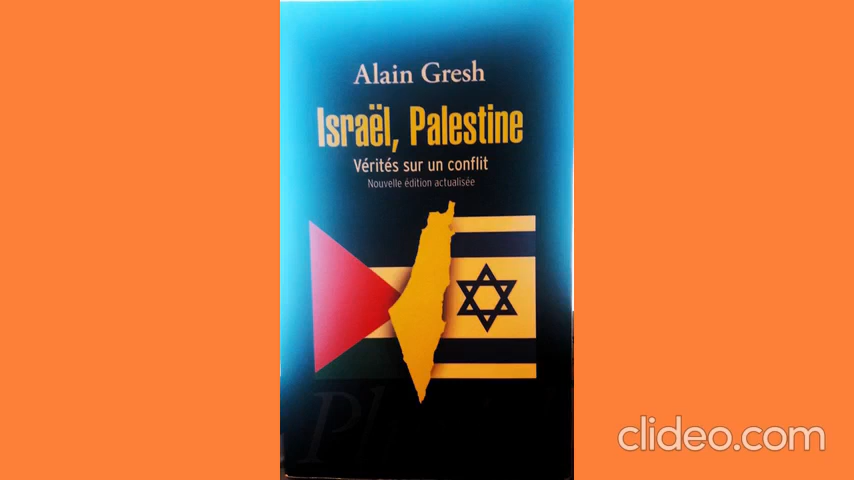 Alain Gresh
Israël, Palestine
Vérités sur un conflit
Nouvelle édition actualisée
clideo.com